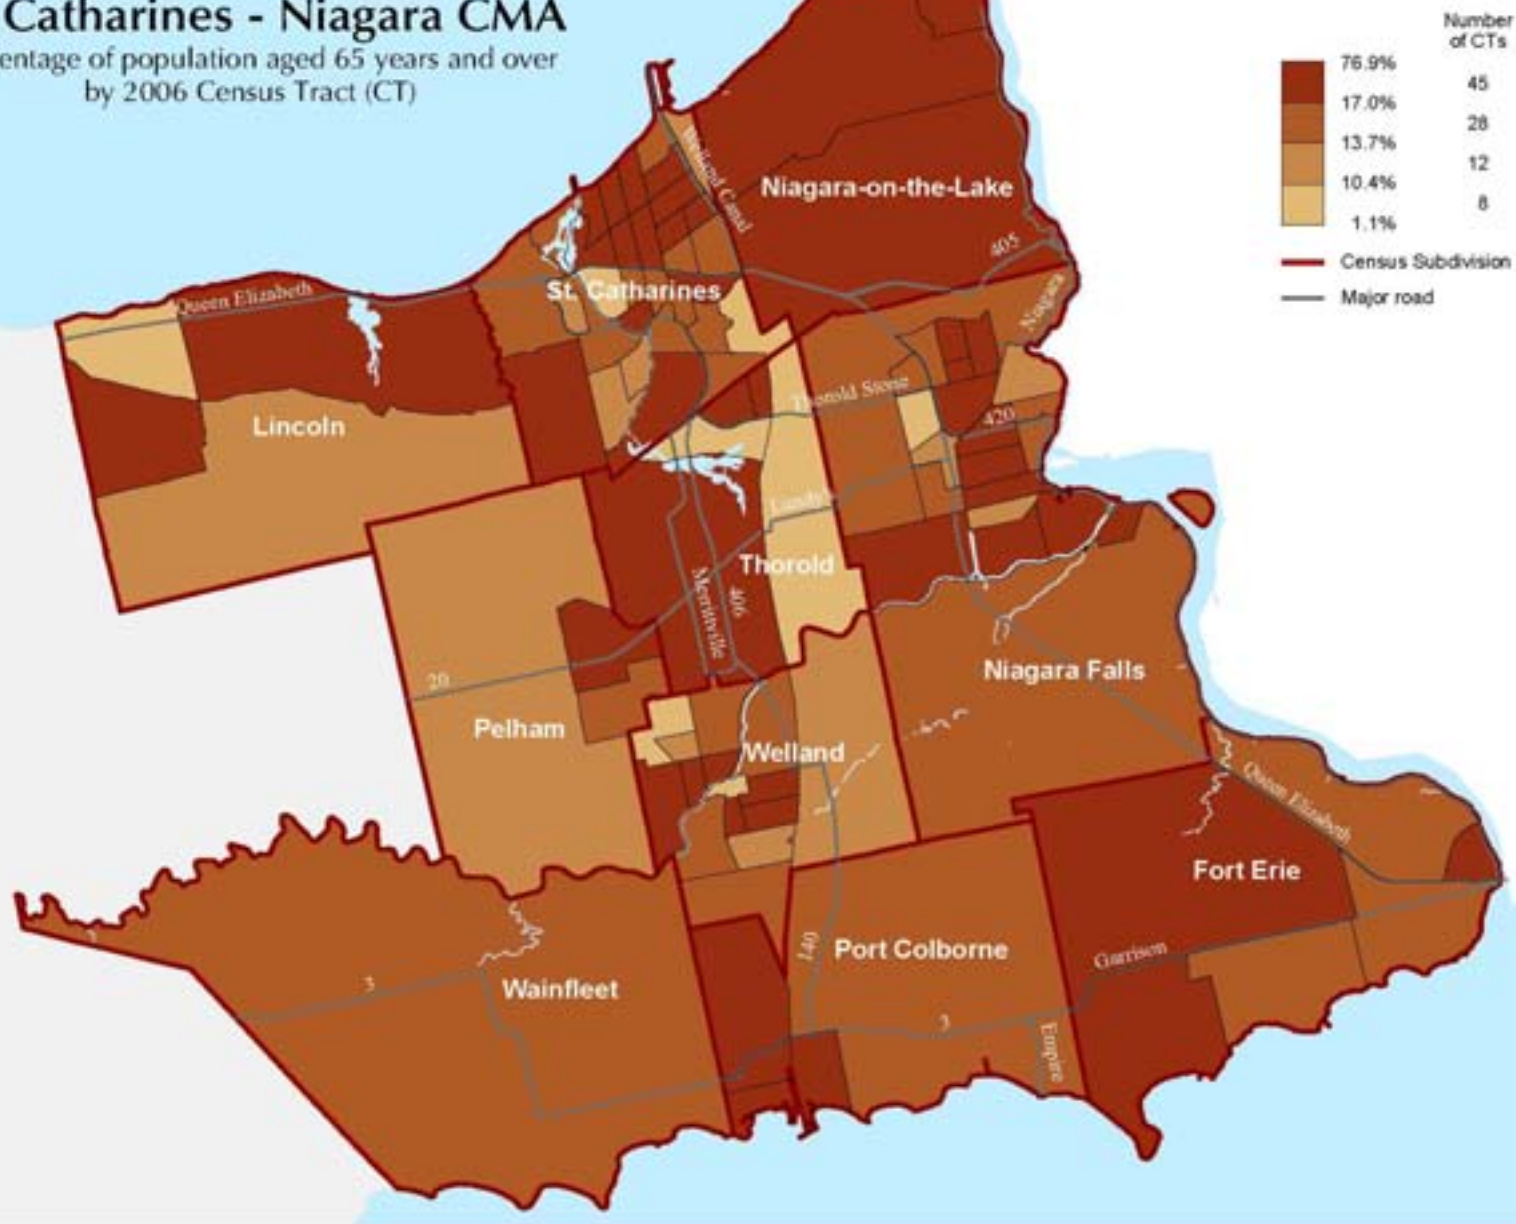 Catharines - Niagara CMA
entage of population aged 65 years and over
by 2006 Census Tract (CT)
Number
of CTs
76.9%
45
17.0%
28
13.7%
12
10.4%
8
1.1%
Census Subdivision
Major road
Welland Canal
Niagara-on-the-Lake
405
Queen Elizabeth
St. Catharines
Niagara
Thorold Stone
420
Lincoln
Lundy's
Thorold
Merrittville
406
20
Niagara Falls
Pelham
Welland
Queen Elizabeth
Fort Erie
140
Port Colborne
Garrison
3
3
Wainfleet
3
Empire